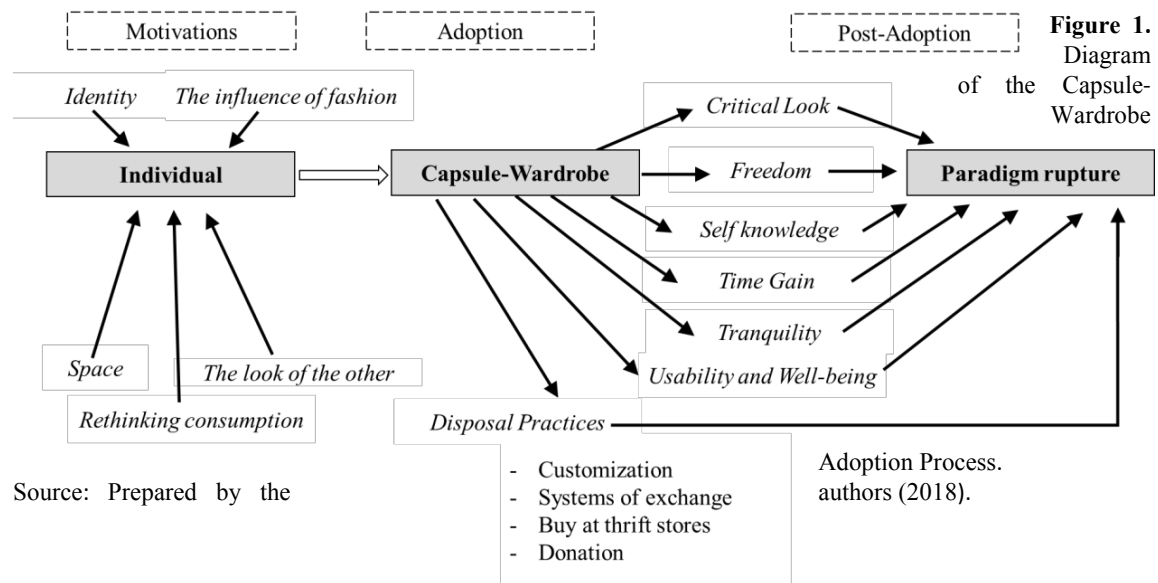 Motivations
Adoption
Post-Adoption
Figure 1.
Diagram
of the Capsule-
Wardrobe
Identity
The influence of fashion
Critical Look
Individual
Capsule-Wardrobe
Freedom
Paradigm rupture
Self knowledge
Time Gain
Tranquility
Space
The look of the other
Usability and Well-being
Rethinking consumption
Disposal Practices
- Customization
- Systems of exchange
- Buy at thrift stores
- Donation
Source: Prepared by the
Adoption Process.
authors (2018).